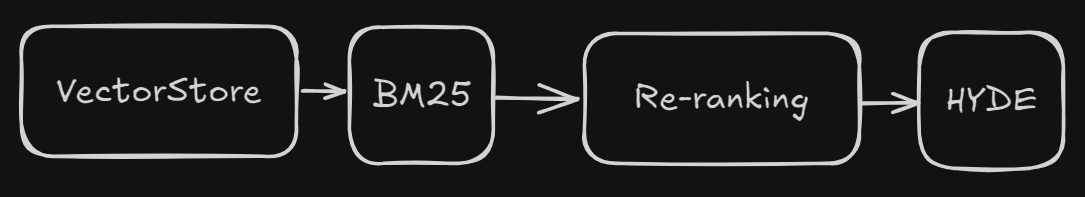 VectorStore
BM25
Re-ranking
HYDE